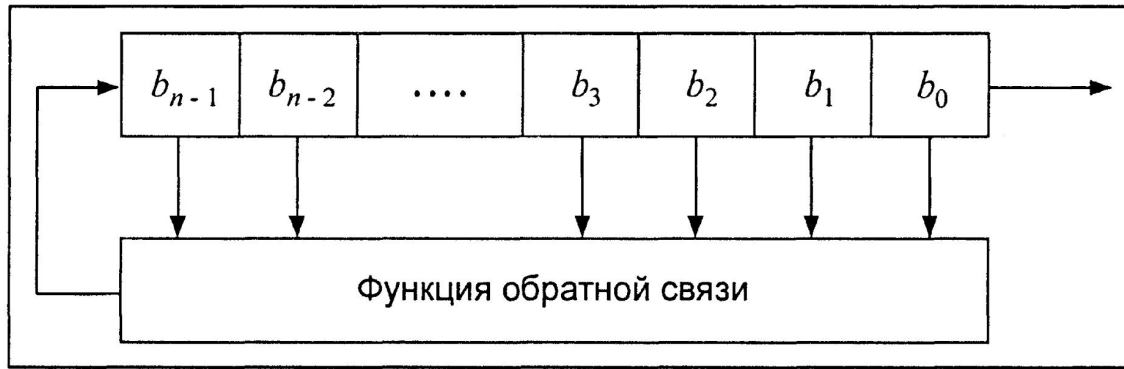 b_{n-1} b_{n-2} .... b_3 b_2 b_1 b_0
Функция обратной связи